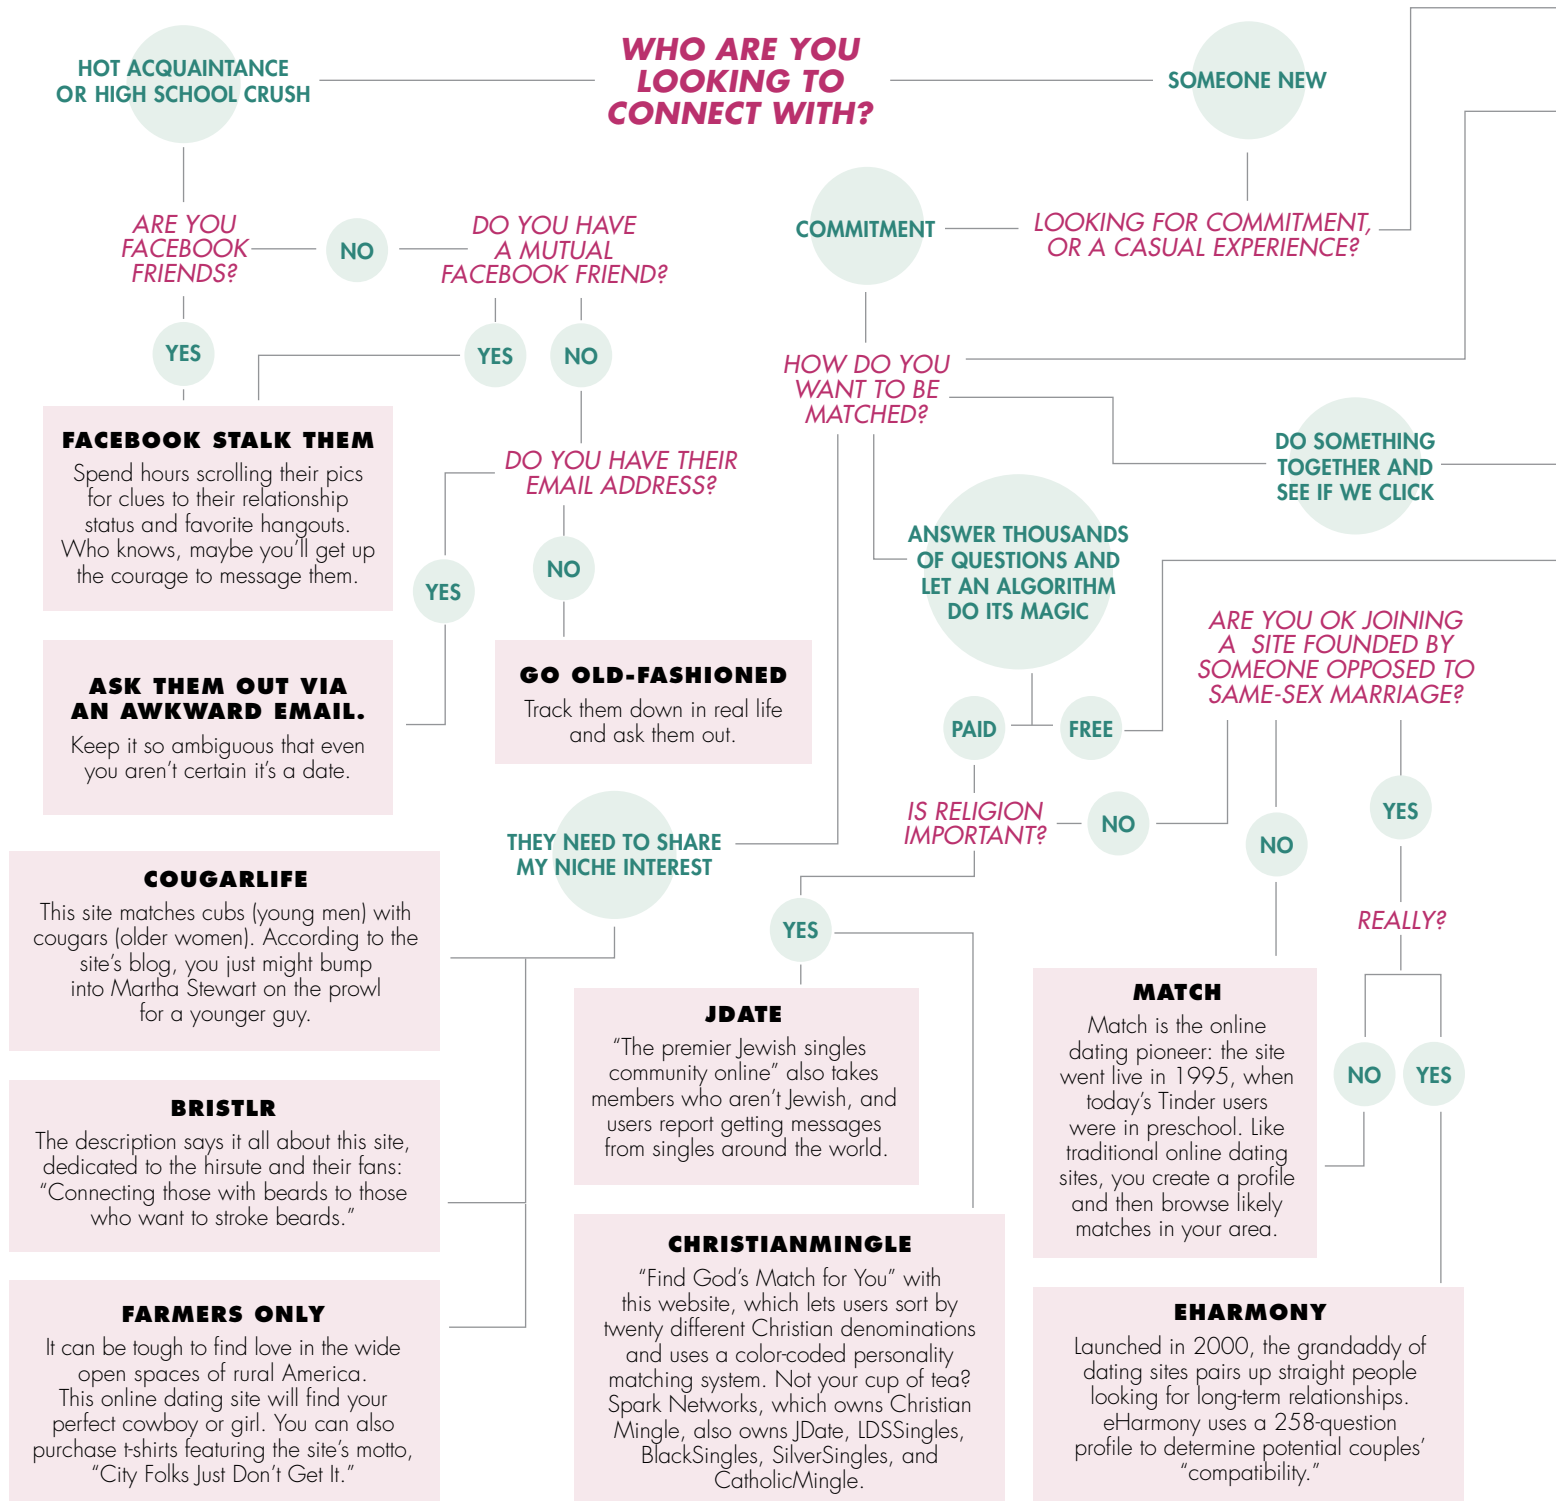 WHO ARE YOU
LOOKING TO
CONNECT WITH?
HOT ACQUAINTANCE
OR HIGH SCHOOL CRUSH
SOMEONE NEW
ARE YOU
FACEBOOK
FRIENDS?
NO
DO YOU HAVE
A MUTUAL
FACEBOOK FRIEND?
YES
YES
NO
FACEBOOK STALK THEM
Spend hours scrolling their pics
for clues to their relationship
status and favorite hangouts.
Who knows, maybe you'll get up
the courage to message them.
DO YOU HAVE THEIR
EMAIL ADDRESS?
YES
NO
ASK THEM OUT VIA
AN AWKWARD EMAIL.
Keep it so ambiguous that even
you aren't certain it's a date.
GO OLD-FASHIONED
Track them down in real life
and ask them out.
COMMITMENT
LOOKING FOR COMMITMENT,
OR A CASUAL EXPERIENCE?
HOW DO YOU
WANT TO BE
MATCHED?
DO SOMETHING
TOGETHER AND
SEE IF WE CLICK
ANSWER THOUSANDS
OF QUESTIONS AND
LET AN ALGORITHM
DO ITS MAGIC
PAID
FREE
ARE YOU OK JOINING
A SITE FOUNDED BY
SOMEONE OPPOSED TO
SAME-SEX MARRIAGE?
IS RELIGION
IMPORTANT?
NO
NO
YES
THEY NEED TO SHARE
MY NICHE INTEREST
YES
REALLY?
NO
YES
COUGARLIFE
This site matches cubs (young men) with
cougars (older women). According to the
site's blog, you just might bump
into Martha Stewart on the prowl
for a younger guy.
BRISTLR
The description says it all about this site,
dedicated to the hirsute and their fans:
"Connecting those with beards to those
who want to stroke beards."
FARMERS ONLY
It can be tough to find love in the wide
open spaces of rural America.
This online dating site will find your
perfect cowboy or girl. You can also
purchase t-shirts featuring the site's motto,
"City Folks Just Don't Get It."
JDATE
"The premier Jewish singles
community online" also takes
members who aren't Jewish, and
users report getting messages
from singles around the world.
CHRISTIANMINGLE
"Find God's Match for You" with
this website, which lets users sort by
twenty different Christian denominations
and uses a color-coded personality
matching system. Not your cup of tea?
Spark Networks, which owns Christian
Mingle, also owns JDate, LDSSingles,
BlackSingles, SilverSingles, and
CatholicMingle.
MATCH
Match is the online
dating pioneer: the site
went live in 1995, when
today's Tinder users
were in preschool. Like
traditional online dating
sites, you create a profile
and then browse likely
matches in your area.
EHARMONY
Launched in 2000, the grandaddy of
dating sites pairs up straight people
looking for long-term relationships.
eHarmony uses a 258-question
profile to determine potential couples'
"compatibility."